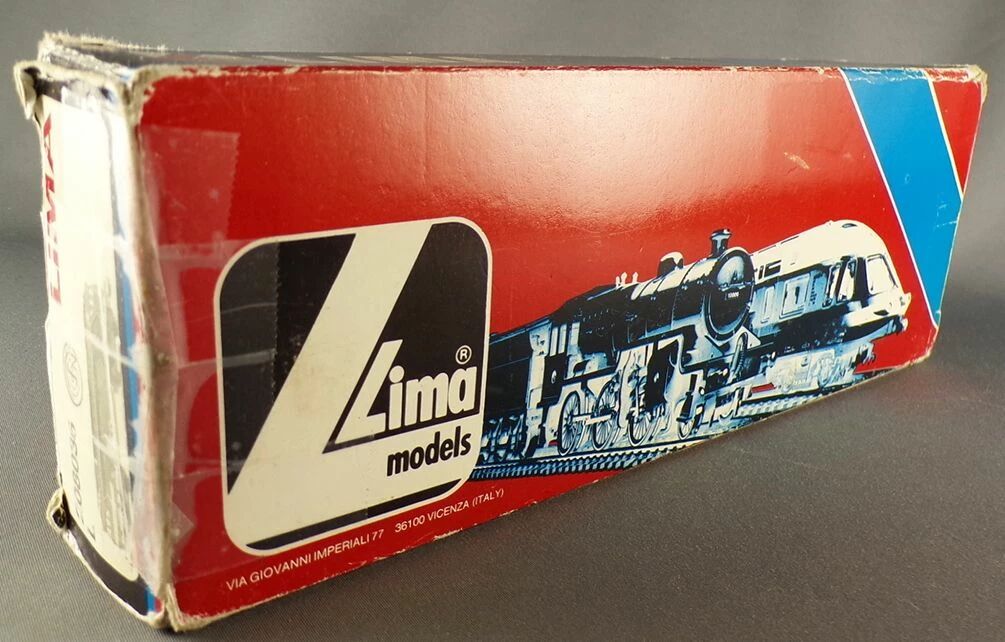 LIMA
Lima®
models
VIA GIOVANNI IMPERIALI 77 36100 VICENZA (ITALY)